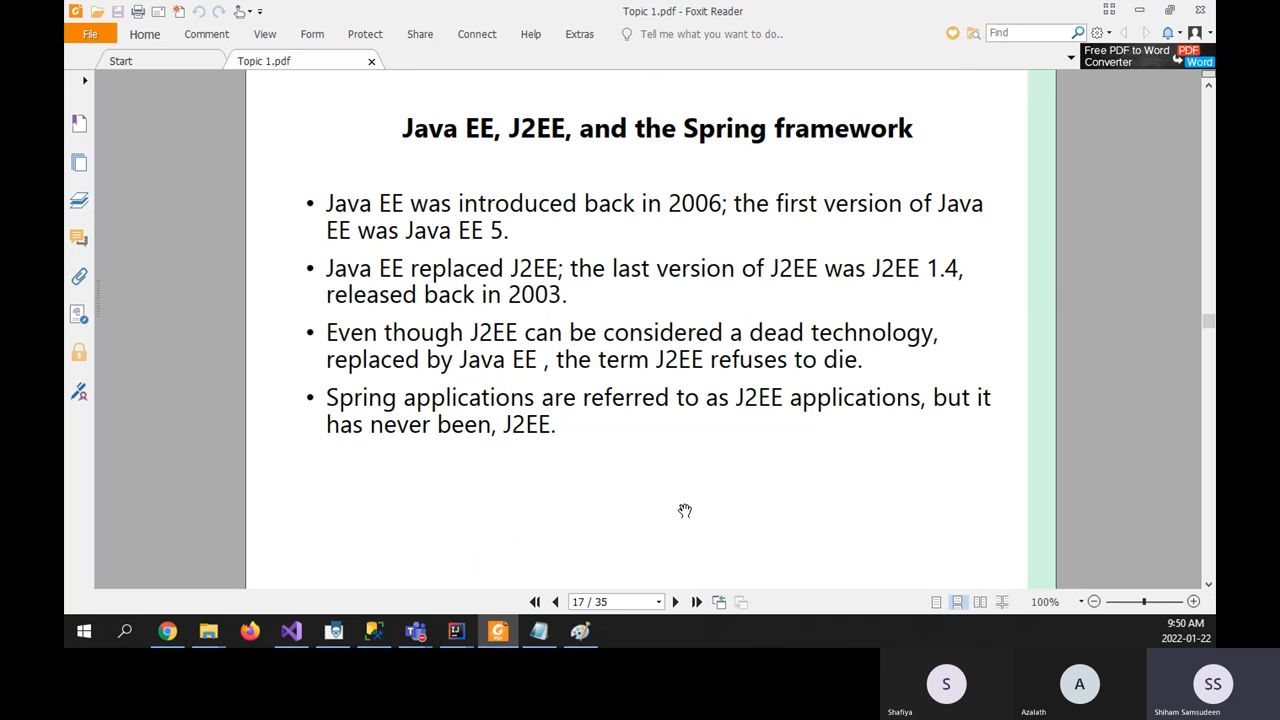 Topic 1.pdf - Foxit Reader
File Home Comment View Form Protect Share Connect Help Extras Tell me what you want to do.. Find
Start Topic 1.pdf
Free PDF to Word
Converter
PDF
Word
Java EE, J2EE, and the Spring framework
• Java EE was introduced back in 2006; the first version of Java
EE was Java EE 5.
• Java EE replaced J2EE; the last version of J2EE was J2EE 1.4,
released back in 2003.
• Even though J2EE can be considered a dead technology,
replaced by Java EE , the term J2EE refuses to die.
• Spring applications are referred to as J2EE applications, but it
has never been, J2EE.
17 / 35 100%
9:50 AM
2022-01-22
S A SS
Shafiya Azalath Shiham Samsudeen